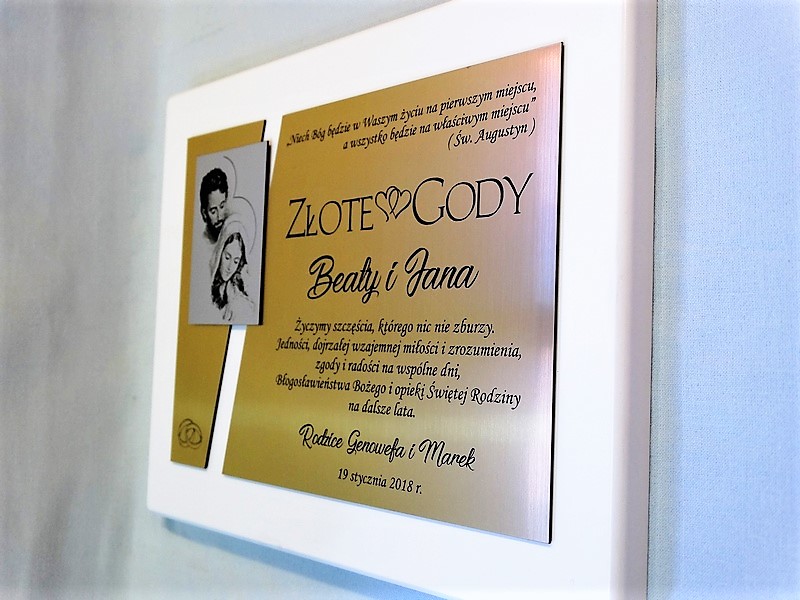 „Niech Bóg będzie w Waszym życiu na pierwszym miejscu,
a wszystko będzie na właściwym miejscu”
( Św. Augustyn )
ZŁOTE GODY
Beaty i Jana
Życzymy szczęścia, którego nic nie zburzy.
Jedności, dojrzałej wzajemnej miłości i zrozumienia,
zgody i radości na wspólne dni,
Błogosławieństwa Bożego i opieki Świętej Rodziny
na dalsze lata.
Rodzice Genowefa i Marek
19 stycznia 2018 r.